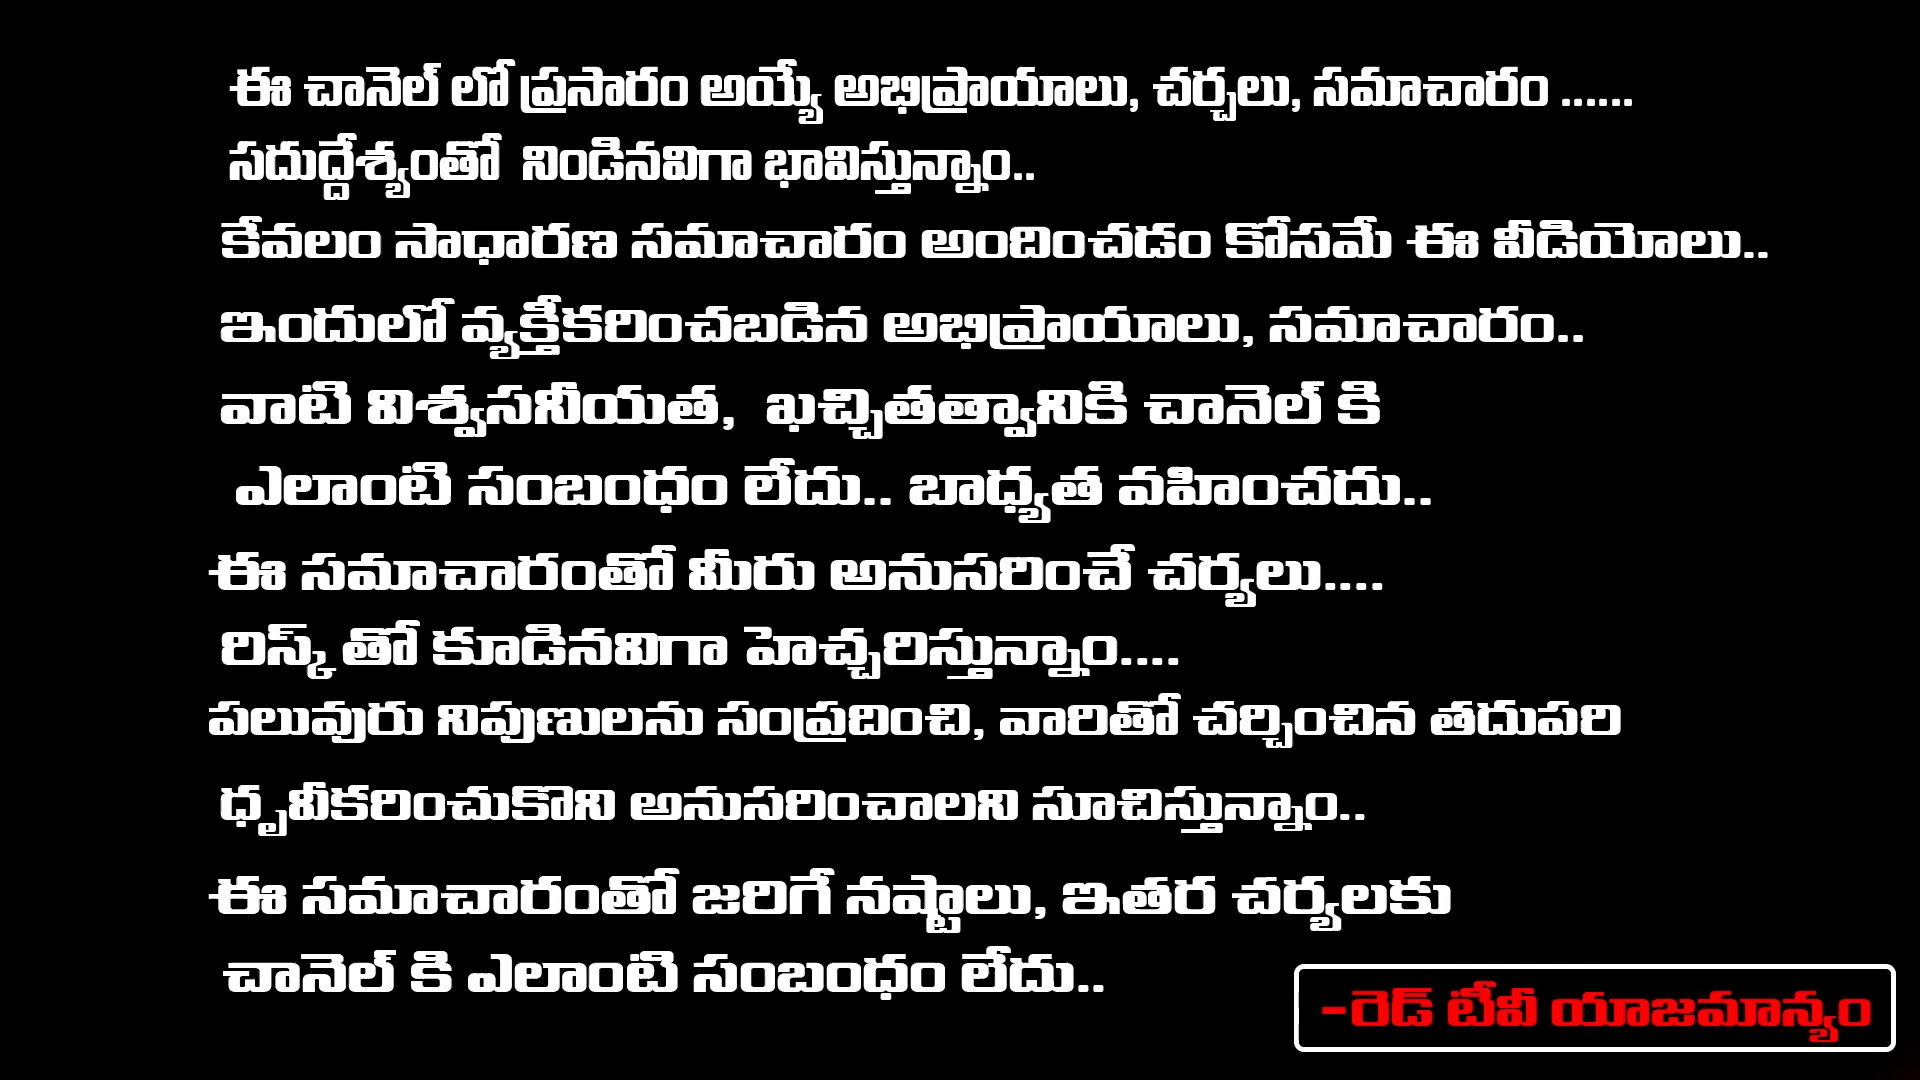 ఈ చానెల్ లో ప్రసారం అయ్యే అభిప్రాయాలు, చర్చలు, సమాచారం ......
సదుద్దేశ్యంతో నిండినవిగా భావిస్తున్నాం..
కేవలం సాధారణ సమాచారం అందించడం కోసమే ఈ వీడియోలు..
ఇందులో వ్యక్తీకరించబడిన అభిప్రాయాలు, సమాచారం..
వాటి విశ్వసనీయత, ఖచ్చితత్వానికి చానెల్ కి
ఎలాంటి సంబంధం లేదు.. బాధ్యత వహించదు..
ఈ సమాచారంతో మీరు అనుసరించే చర్యలు....
రిస్క్ తో కూడినవిగా హెచ్చరిస్తున్నాం....
పలువురు నిపుణులను సంప్రదించి, వారితో చర్చించిన తదుపరి
ధృవీకరించుకొని అనుసరించాలని సూచిస్తున్నాం..
ఈ సమాచారంతో జరిగే నష్టాలు, ఇతర చర్యలకు
చానెల్ కి ఎలాంటి సంబంధం లేదు..
-రెడ్ టీవీ యాజమాన్యం